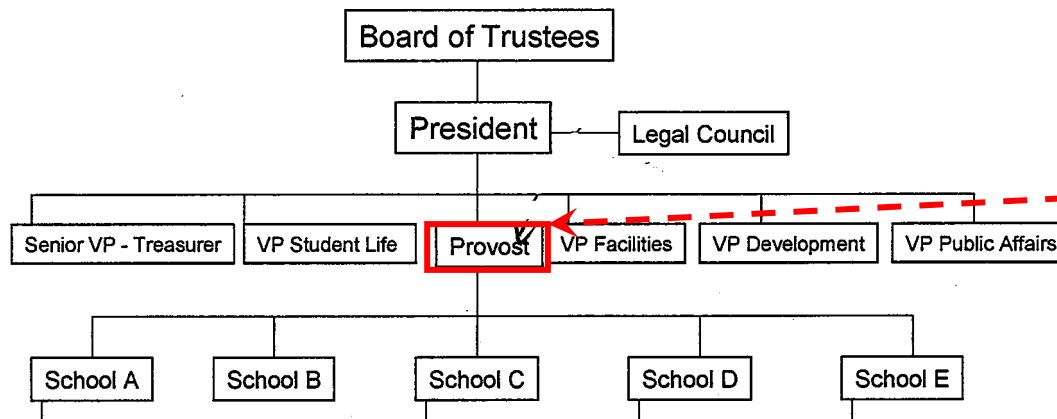 Board of Trustees
President
Legal Council
Senior VP - Treasurer
VP Student Life
Provost
VP Facilities
VP Development
VP Public Affairs
School A
School B
School C
School D
School E